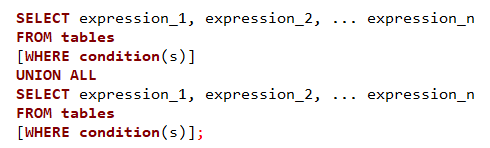 SELECT expression_1, expression_2, ... expression_n
FROM tables
[WHERE condition(s)]
UNION ALL
SELECT expression_1, expression_2, ... expression_n
FROM tables
[WHERE condition(s)];